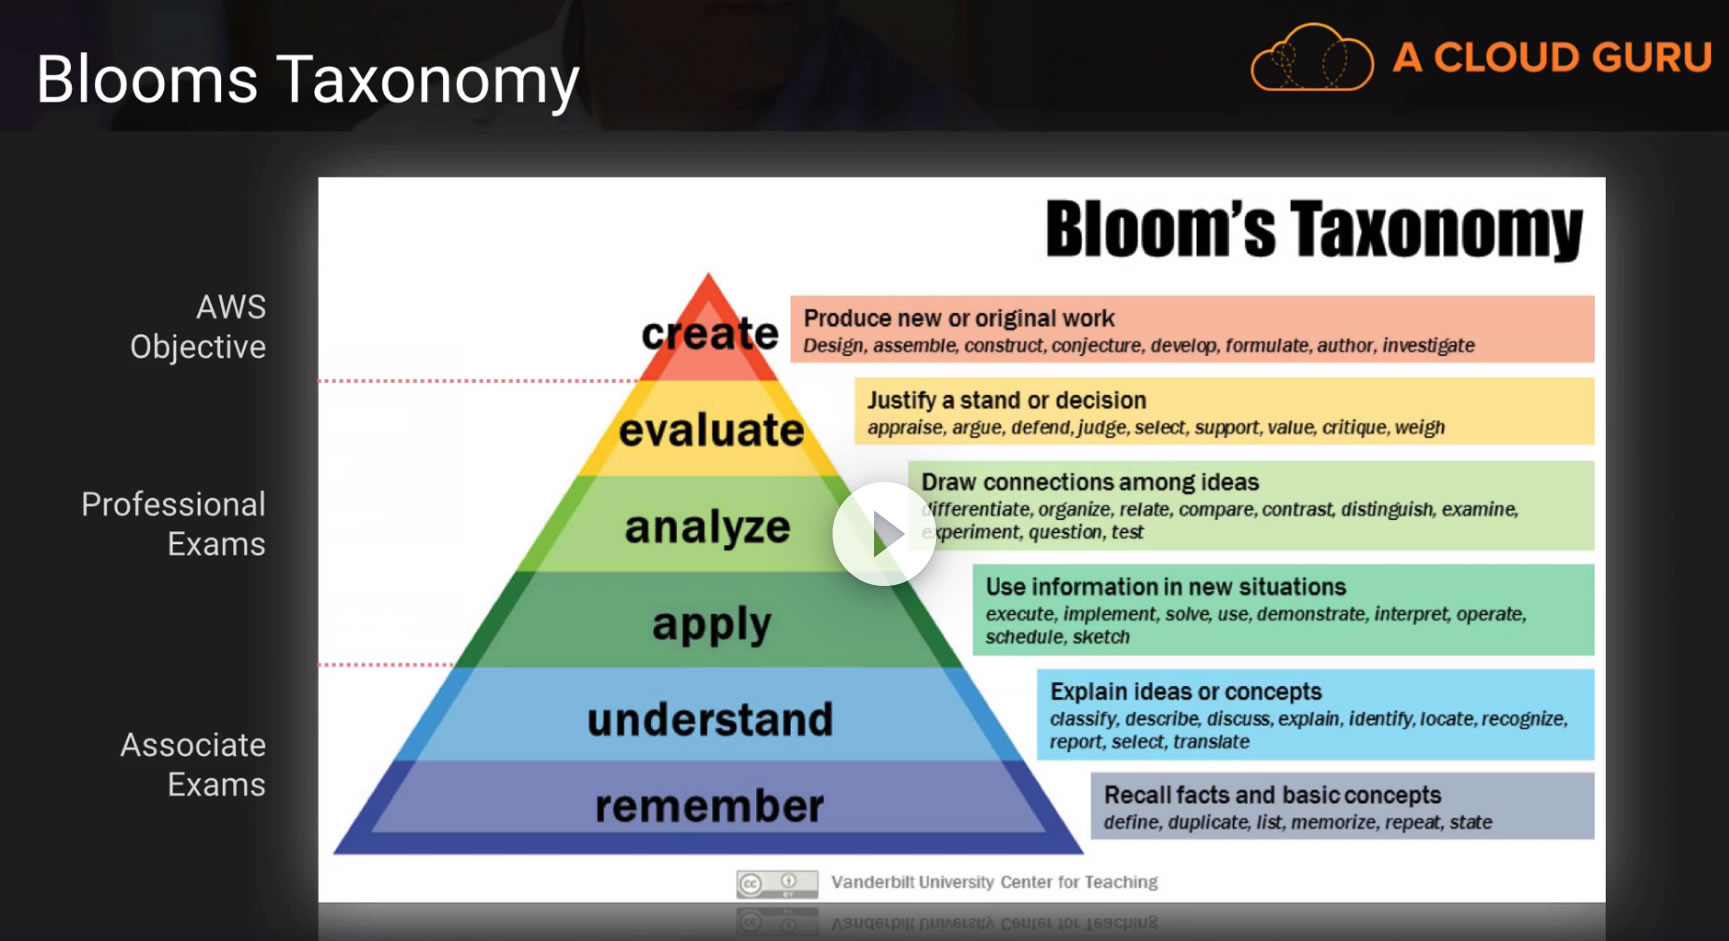 Blooms Taxonomy
A CLOUD GURU
Bloom's Taxonomy
AWS
Objective
create
Produce new or original work
Design, assemble, construct, conjecture, develop, formulate, author, investigate
evaluate
Justify a stand or decision
appraise, argue, defend, judge, select, support, value, critique, weigh
Professional
Exams
analyze
Draw connections among ideas
differentiate, organize, relate, compare, contrast, distinguish, examine,
experiment, question, test
apply
Use information in new situations
execute, implement, solve, use, demonstrate, interpret, operate,
schedule, sketch
Associate
Exams
understand
Explain ideas or concepts
classify, describe, discuss, explain, identify, locate, recognize,
report, select, translate
remember
Recall facts and basic concepts
define, duplicate, list, memorize, repeat, state
cc
BY
Vanderbilt University Center for Teaching